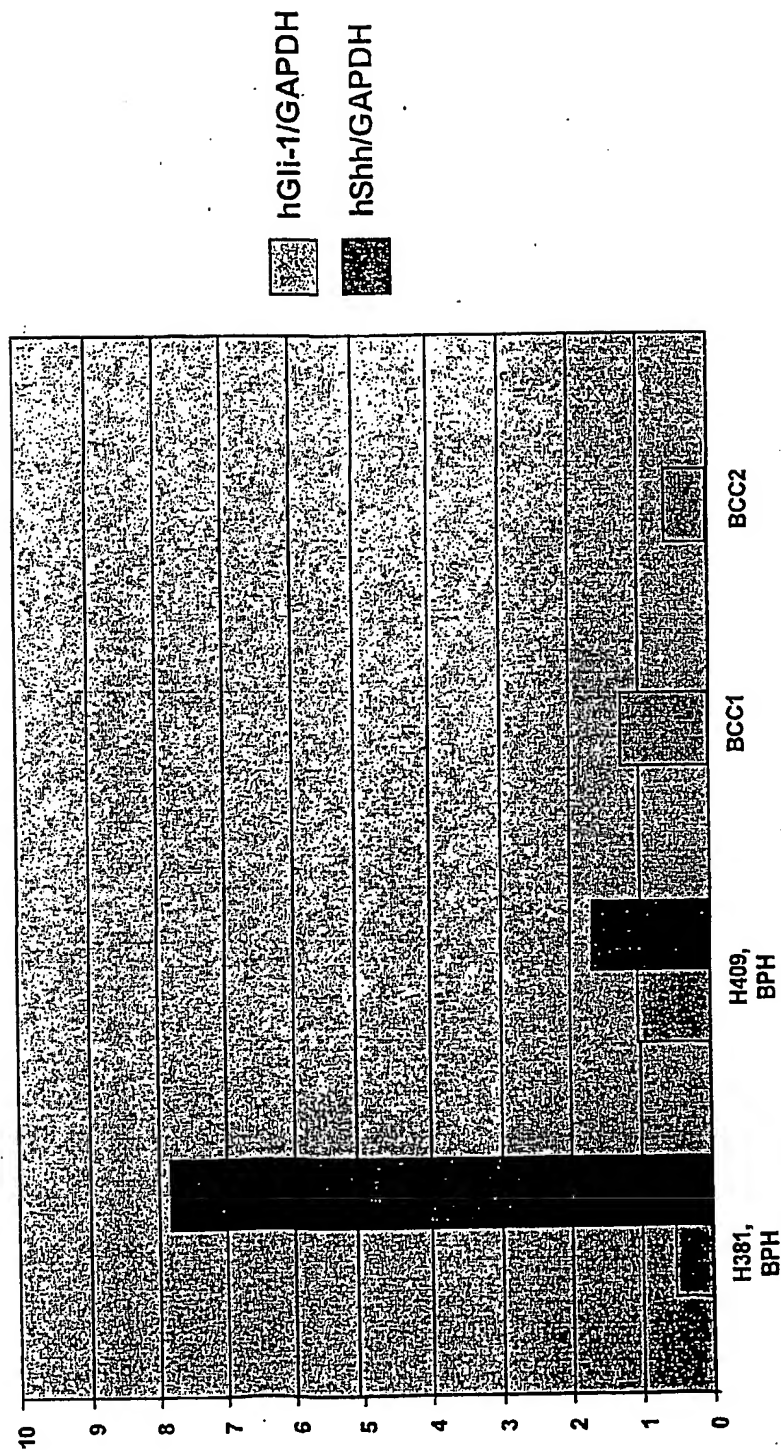 10
9
8
7
6
5
4
3
2
1
0
H381,
BPH
H409,
BPH
BCC1
BCC2
hGli-1/GAPDH
hShh/GAPDH